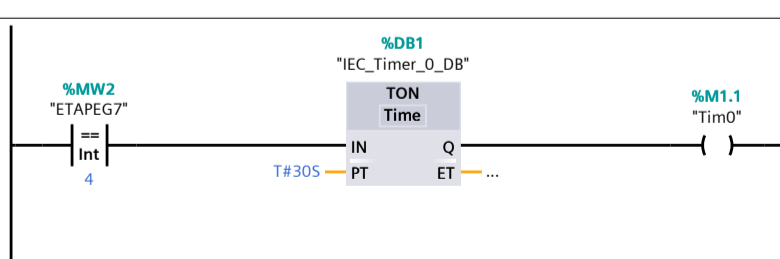 %DB1
"IEC_Timer_0_DB"
%MW2
"ETAPEG7"
%M1.1
"Tim0"
TON
Time
==
Int
4
IN
Q
T#30S
PT
ET
...